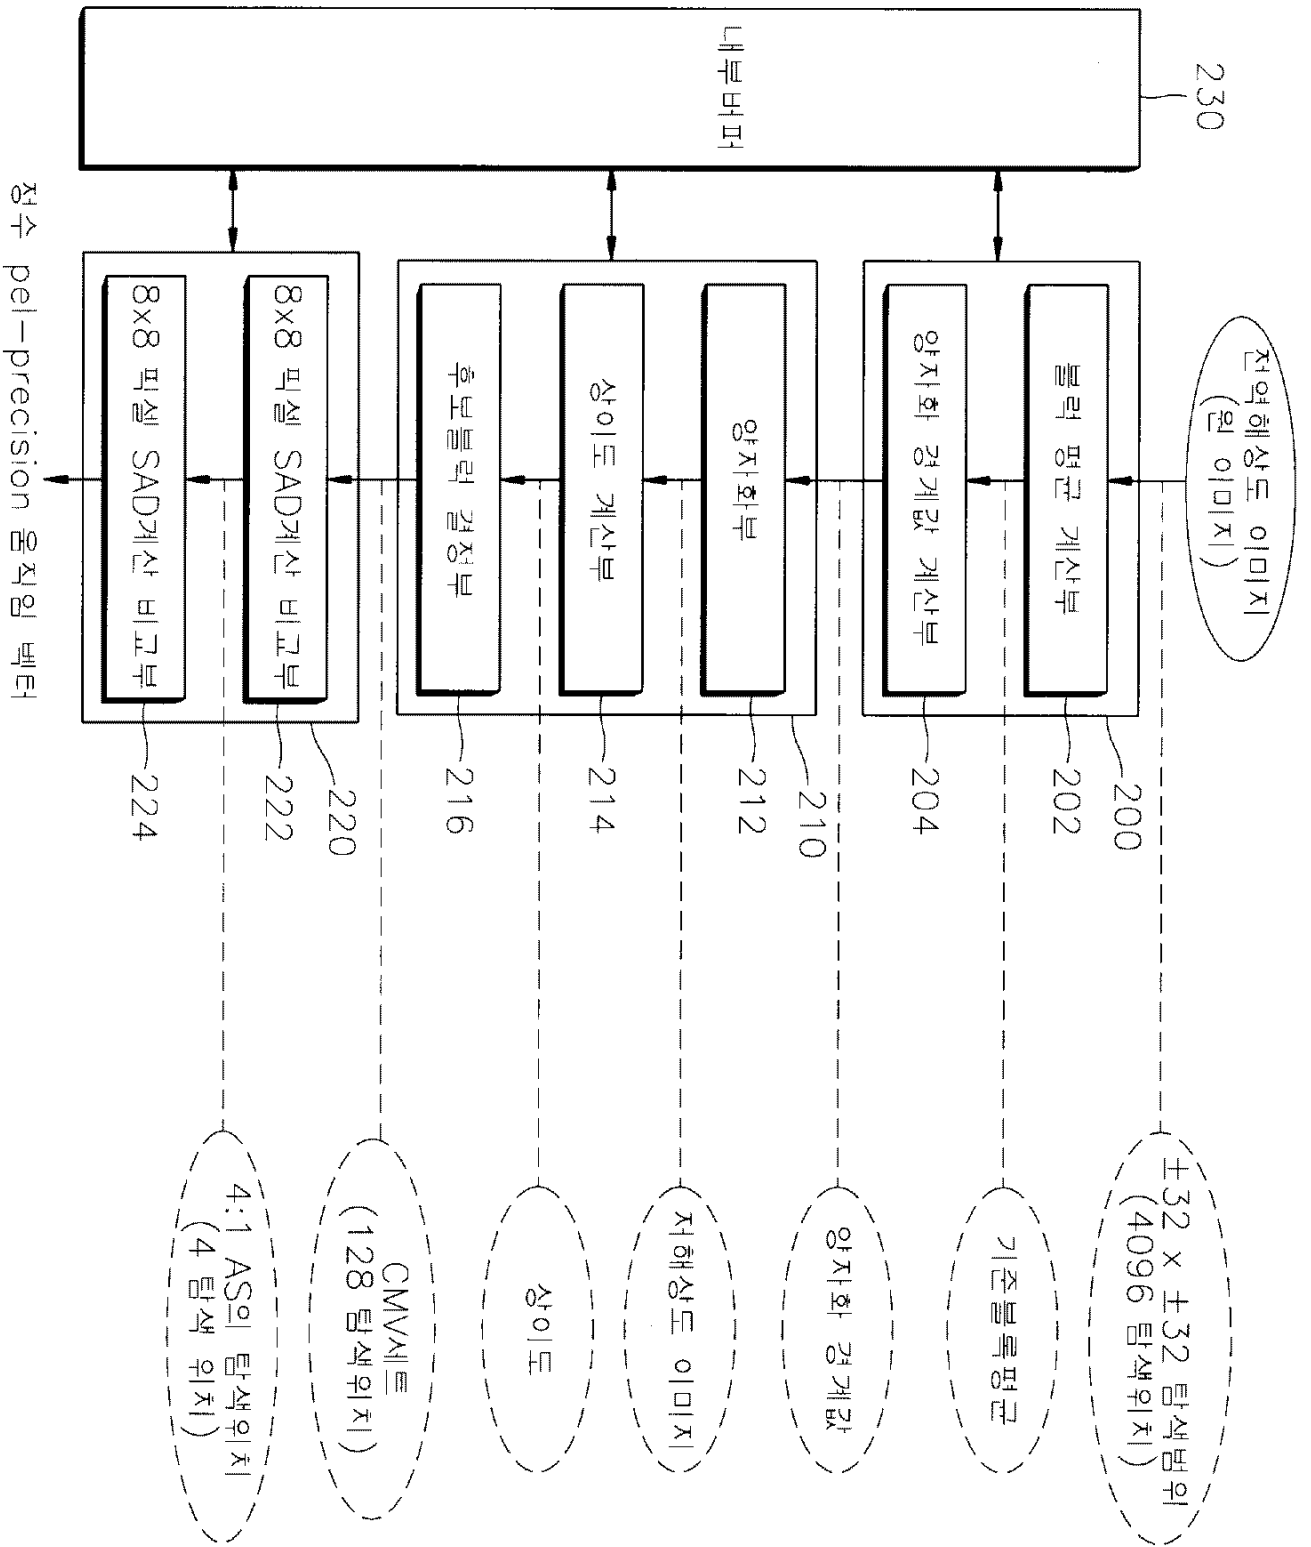 전역해상도 이미지
(원 이미지)
±32 x ±32 탐색범위
(4096 탐색위치)
200
블럭 평균 계산부
202
기준블록평균
양자화 경계값 계산부
204
양자화 경계값
210
양자화부
212
저해상도 이미지
상이도 계산부
214
상이도
후보블럭 결정부
216
CMV세트
(128 탐색위치)
220
8x8 픽셀 SAD계산 비교부
222
4:1 AS의 탐색위치
(4 탐색 위치)
8x8 픽셀 SAD계산 비교부
224
정수 pel-precision 움직임 벡터
230
내부버퍼